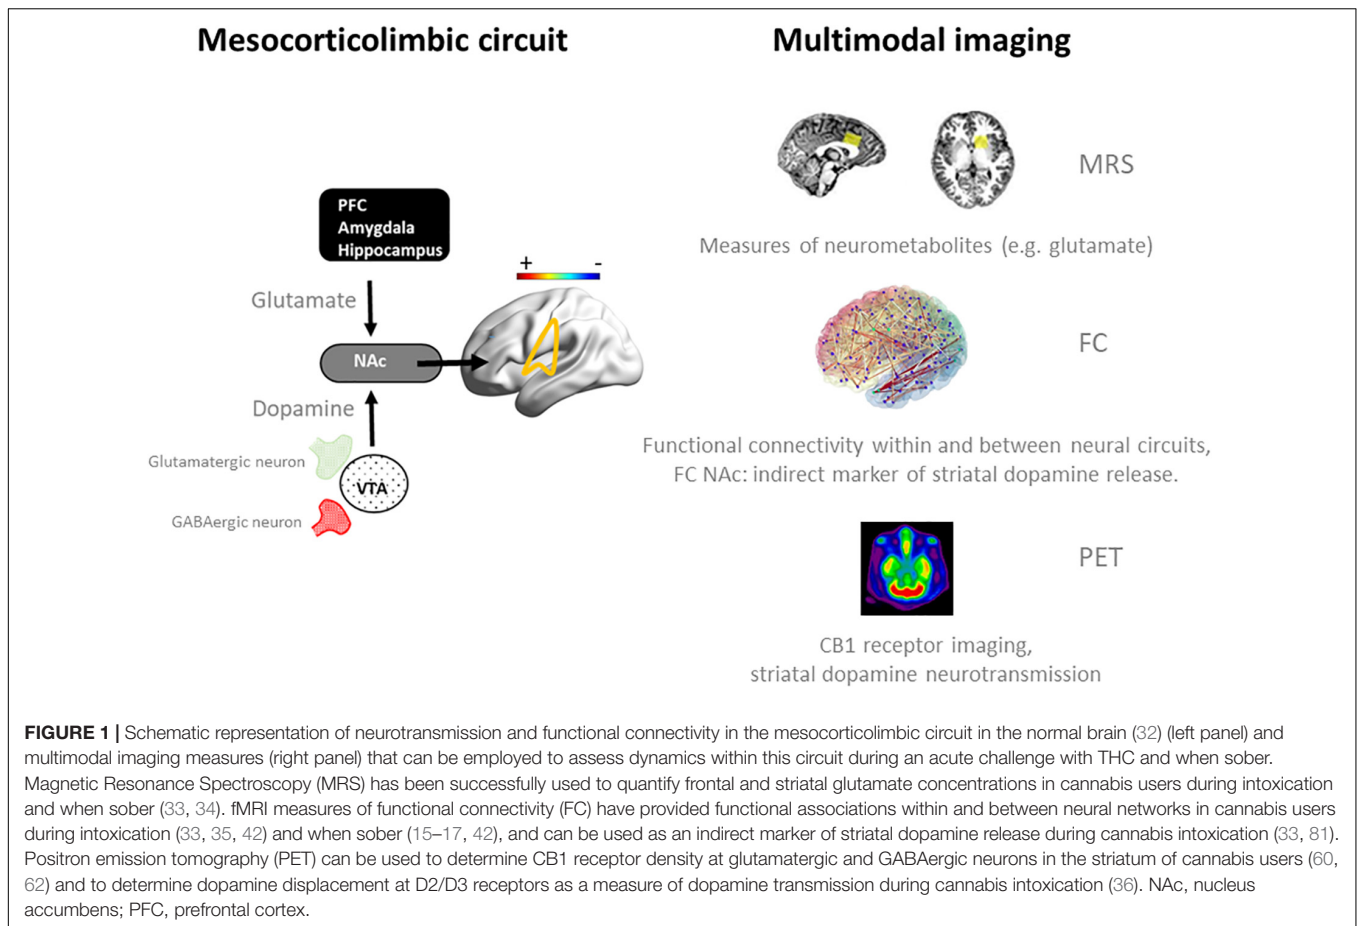 Mesocorticolimbic circuit
Multimodal imaging
PFC
Amygdala
Hippocampus
Glutamate
NAc
Dopamine
Glutamatergic neuron
VTA
GABAergic neuron
+ -
MRS
Measures of neurometabolites (e.g. glutamate)
FC
Functional connectivity within and between neural circuits,
FC NAc: indirect marker of striatal dopamine release.
PET
CB1 receptor imaging,
striatal dopamine neurotransmission
FIGURE 1 | Schematic representation of neurotransmission and functional connectivity in the mesocorticolimbic circuit in the normal brain (32) (left panel) and
multimodal imaging measures (right panel) that can be employed to assess dynamics within this circuit during an acute challenge with THC and when sober.
Magnetic Resonance Spectroscopy (MRS) has been successfully used to quantify frontal and striatal glutamate concentrations in cannabis users during intoxication
and when sober (33, 34). fMRI measures of functional connectivity (FC) have provided functional associations within and between neural networks in cannabis users
during intoxication (33, 35, 42) and when sober (15–17, 42), and can be used as an indirect marker of striatal dopamine release during cannabis intoxication (33, 81).
Positron emission tomography (PET) can be used to determine CB1 receptor density at glutamatergic and GABAergic neurons in the striatum of cannabis users (60,
62) and to determine dopamine displacement at D2/D3 receptors as a measure of dopamine transmission during cannabis intoxication (36). NAc, nucleus
accumbens; PFC, prefrontal cortex.